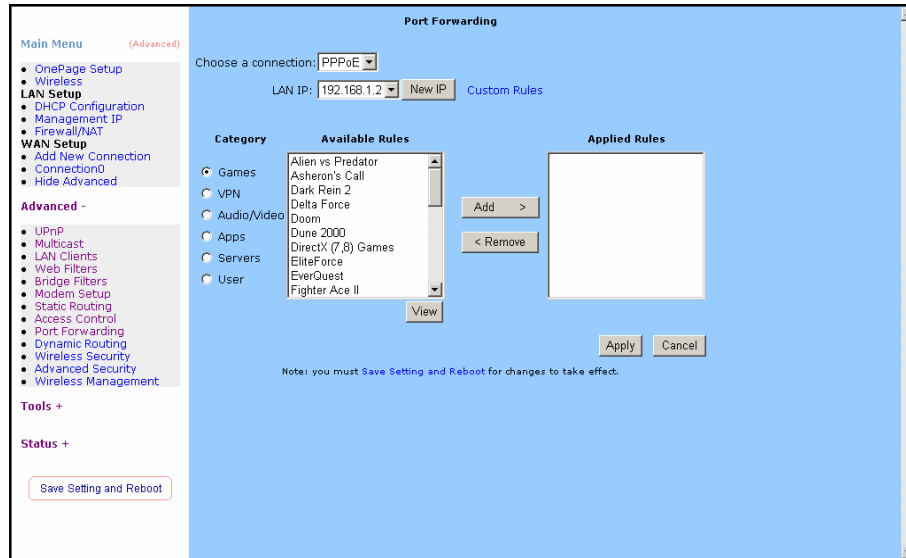 Port Forwarding
Main Menu (Advanced)
OnePage Setup
Wireless
LAN Setup
DHCP Configuration
Management IP
Firewall/NAT
WAN Setup
Add New Connection
Connection0
Hide Advanced
Advanced -
UPnP
Multicast
LAN Clients
Web Filters
Bridge Filters
Modem Setup
Static Routing
Access Control
Port Forwarding
Dynamic Routing
Wireless Security
Advanced Security
Wireless Management
Tools +
Status +
Save Setting and Reboot
Choose a connection: PPPoE
LAN IP: 192.168.1.2 New IP Custom Rules
Category Available Rules Applied Rules
Games
VPN
Audio/Video
Apps
Servers
User
Alien vs Predator
Asheron's Call
Dark Rein 2
Delta Force
Doom
Dune 2000
DirectX (7,8) Games
EliteForce
EverQuest
Fighter Ace II
Add >
< Remove
View
Apply Cancel
Note: you must Save Setting and Reboot for changes to take effect.